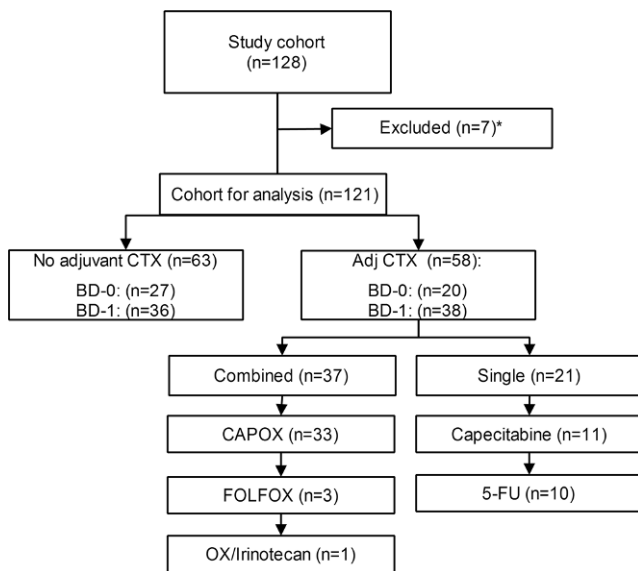 Study cohort
(n=128)
Excluded (n=7)*
Cohort for analysis (n=121)
No adjuvant CTX (n=63)
BD-0: (n=27)
BD-1: (n=36)
Adj CTX (n=58):
BD-0: (n=20)
BD-1: (n=38)
Combined (n=37)
Single (n=21)
CAPOX (n=33)
Capecitabine (n=11)
FOLFOX (n=3)
5-FU (n=10)
OX/Irinotecan (n=1)